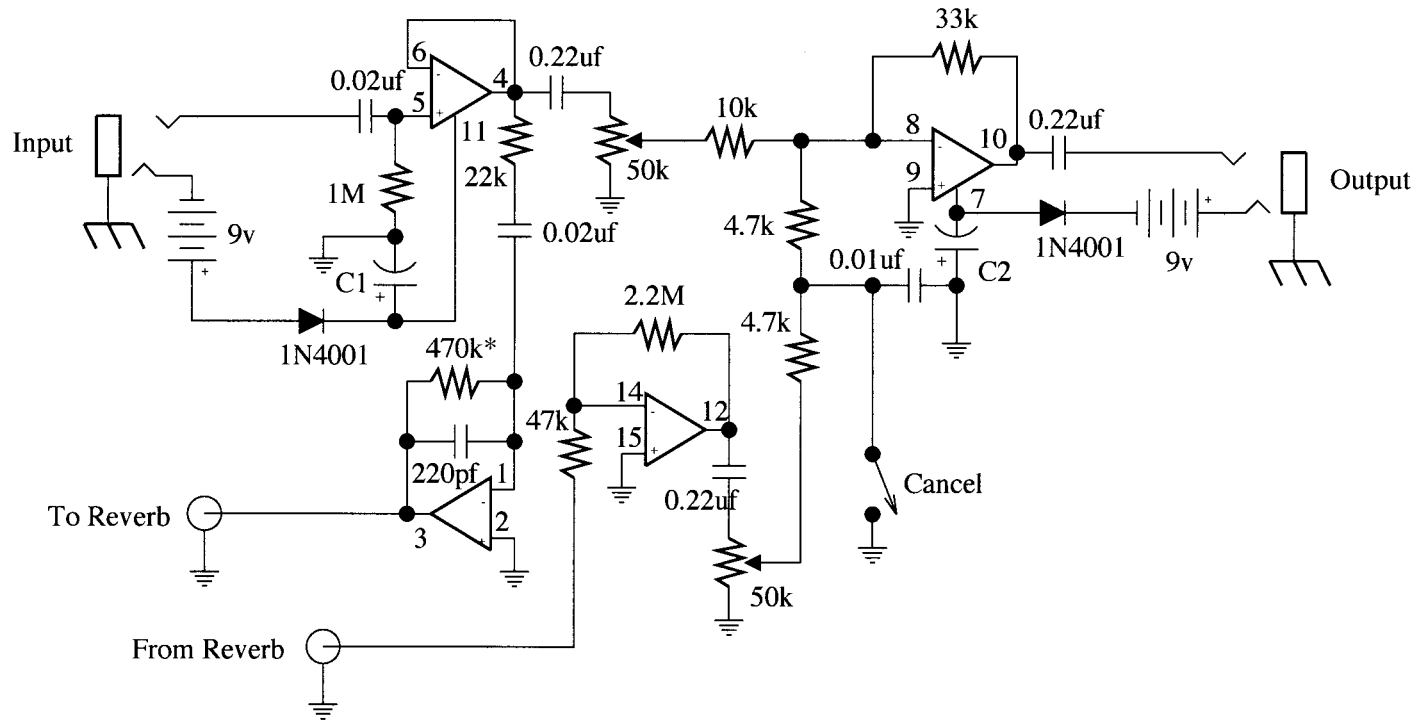 33k
6
0.22uf
4
0.02uf
-
5
+
11
10k
8
-
10
0.22uf
Input
22k
50k
9
+
7
Output
1M
4.7k
+
9v
0.02uf
1N4001
9v
0.01uf
C2
+
C1
+
+
2.2M
4.7k
1N4001
470k*
47k
14
-
12
15
+
220pf
1
-
Cancel
0.22uf
To Reverb
3
2
+
50k
From Reverb